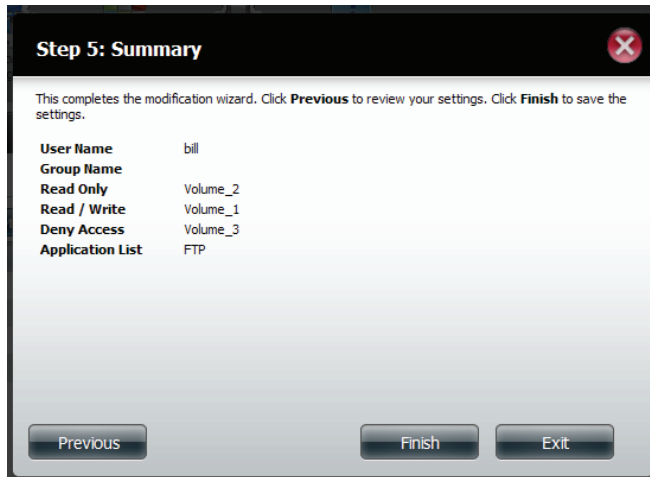 Step 5: Summary
This completes the modification wizard. Click Previous to review your settings. Click Finish to save the
settings.
User Name bill
Group Name
Read Only Volume_2
Read / Write Volume_1
Deny Access Volume_3
Application List FTP
Previous Finish Exit